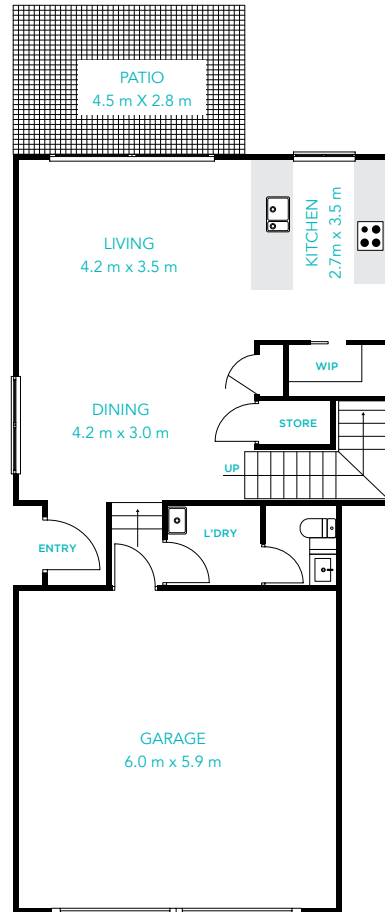 PATIO
4.5 m X 2.8 m
LIVING
4.2 m x 3.5 m
KITCHEN
2.7m x 3.5 m
WIP
DINING
4.2 m x 3.0 m
STORE
UP
ENTRY
L'DRY
GARAGE
6.0 m x 5.9 m